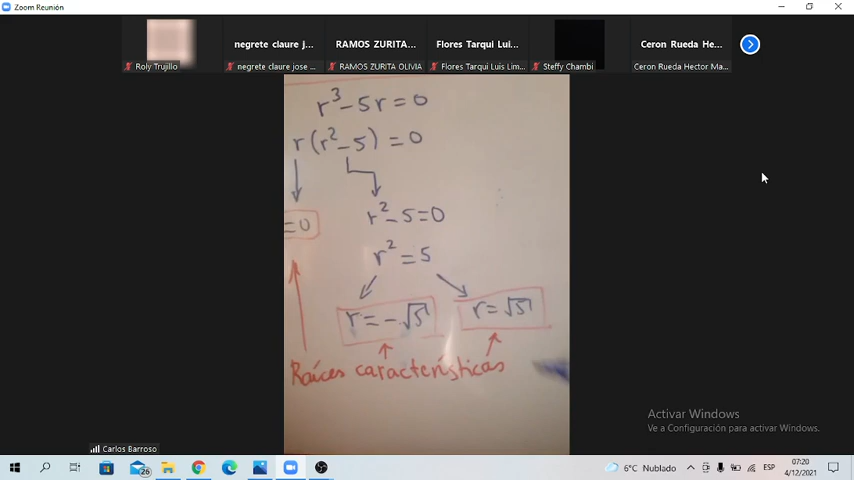 Zoom Reunión
negrete claure j...
RAMOS ZURITA...
Flores Tarqui Lui...
Ceron Rueda He...
Roly Trujillo
negrete claure jose ...
RAMOS ZURITA OLIVIA
Flores Tarqui Luis Lim...
Steffy Chambi
Ceron Rueda Hector Ma...
r³-5r=0
r(r²-5)=0
r²-5=0
=0
r²=5
r=-√5
r=√5
Raíces características
Activar Windows
Ve a Configuración para activar Windows.
Carlos Barroso
26
6°C Nublado
ESP
07:20
4/12/2021